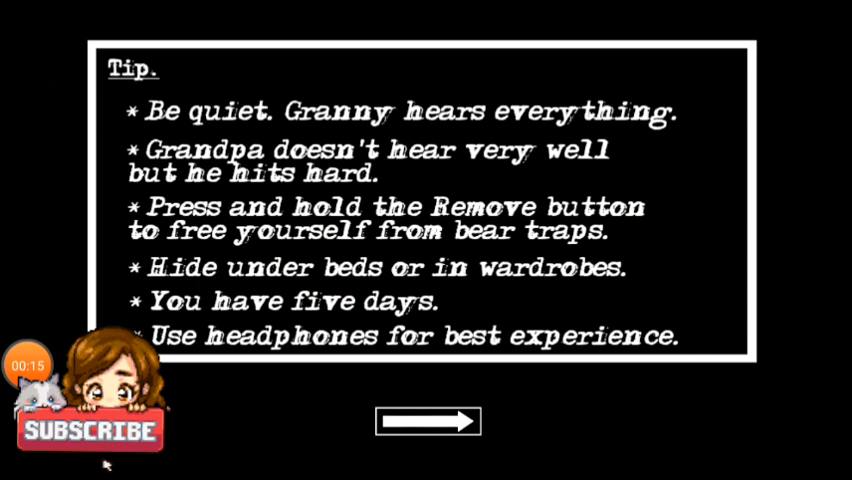 Tip.
* Be quiet. Granny hears everything.
* Grandpa doesn't hear very well
but he hits hard.
* Press and hold the Remove button
to free yourself from bear traps.
* Hide under beds or in wardrobes.
* You have five days.
* Use headphones for best experience.
00:15
SUBSCRIBE